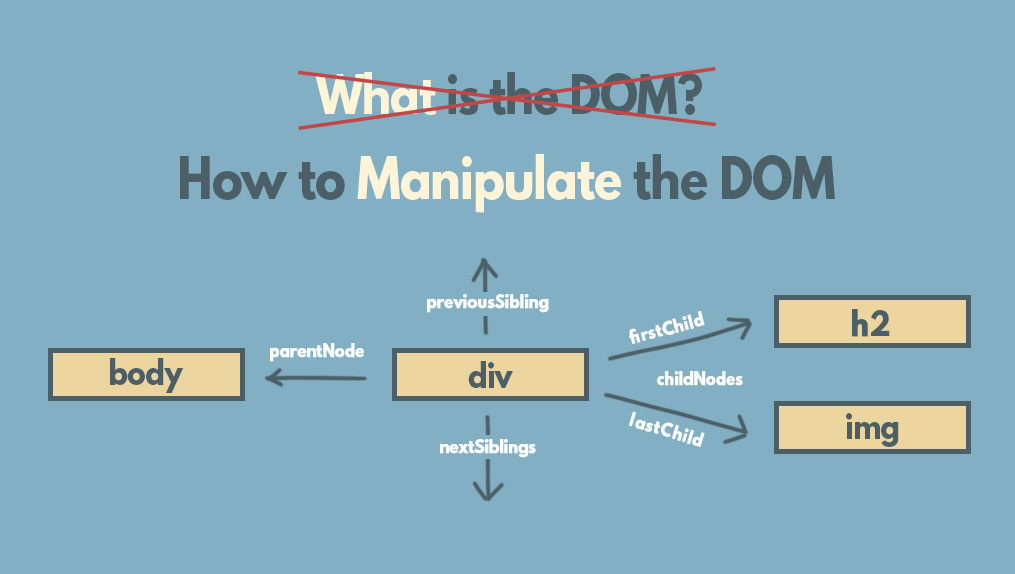 What is the DOM?
How to Manipulate the DOM
previousSibling
body
parentNode
div
firstChild
childNodes
lastChild
h2
img
nextSiblings